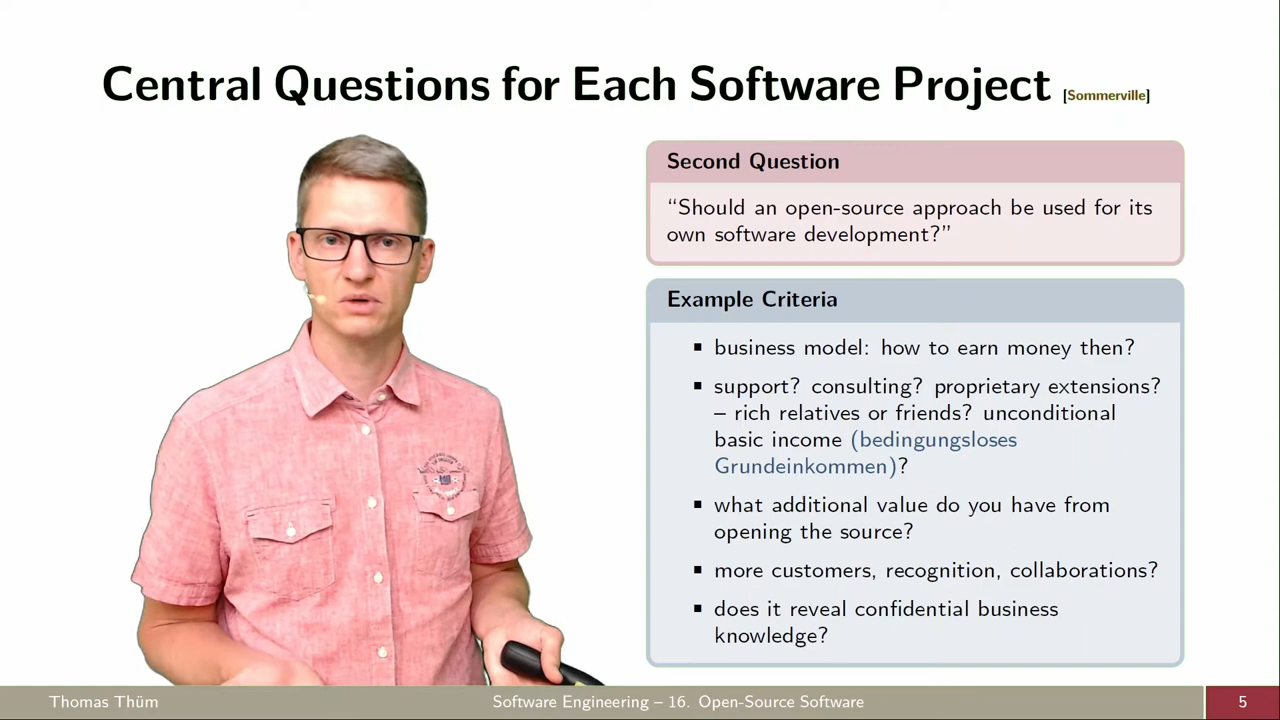 Central Questions for Each Software Project [Sommerville]
Second Question
“Should an open-source approach be used for its
own software development?”
Example Criteria
▪ business model: how to earn money then?
▪ support? consulting? proprietary extensions?
– rich relatives or friends? unconditional
basic income (bedingungsloses
Grundeinkommen)?
▪ what additional value do you have from
opening the source?
▪ more customers, recognition, collaborations?
▪ does it reveal confidential business
knowledge?
Thomas Thüm
Software Engineering – 16. Open-Source Software
5